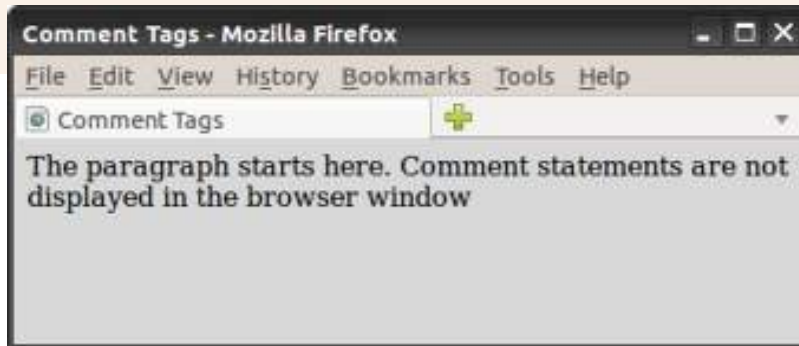 Comment Tags - Mozilla Firefox
File Edit View History Bookmarks Tools Help
Comment Tags
The paragraph starts here. Comment statements are not
displayed in the browser window